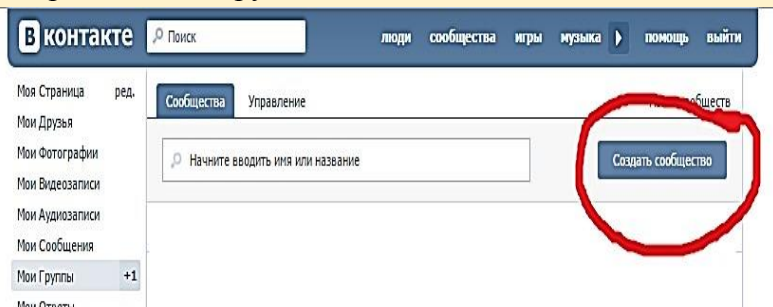 В контакте Поиск люди сообщества игры музыка помощь выйти
Моя Страница ред.
Сообщества Управление
Мои Друзья
Мои Фотографии
Начните вводить имя или название Создать сообщество
Мои Видеозаписи
Мои Аудиозаписи
Мои Сообщения
Мои Группы +1